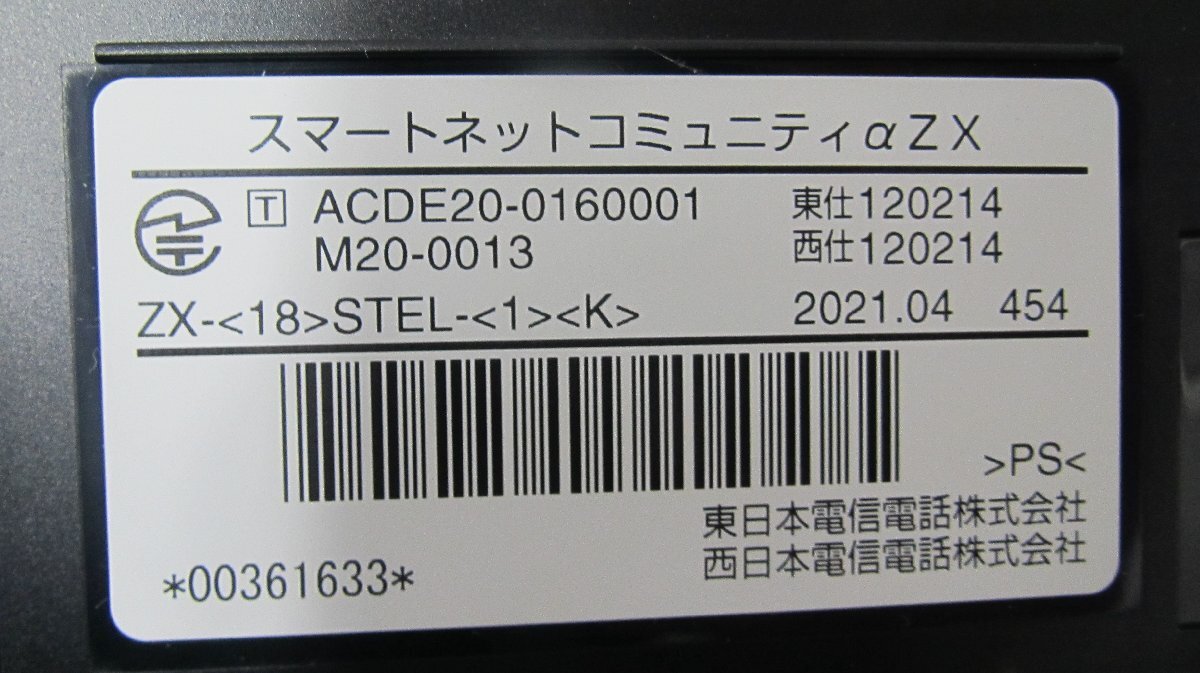 スマートネットコミュニティαZX
T ACDE20-0160001 東仕120214
M20-0013 西仕120214
ZX-<18>STEL-<1><K> 2021.04 454
>PS<
東日本電信電話株式会社
西日本電信電話株式会社
*00361633*